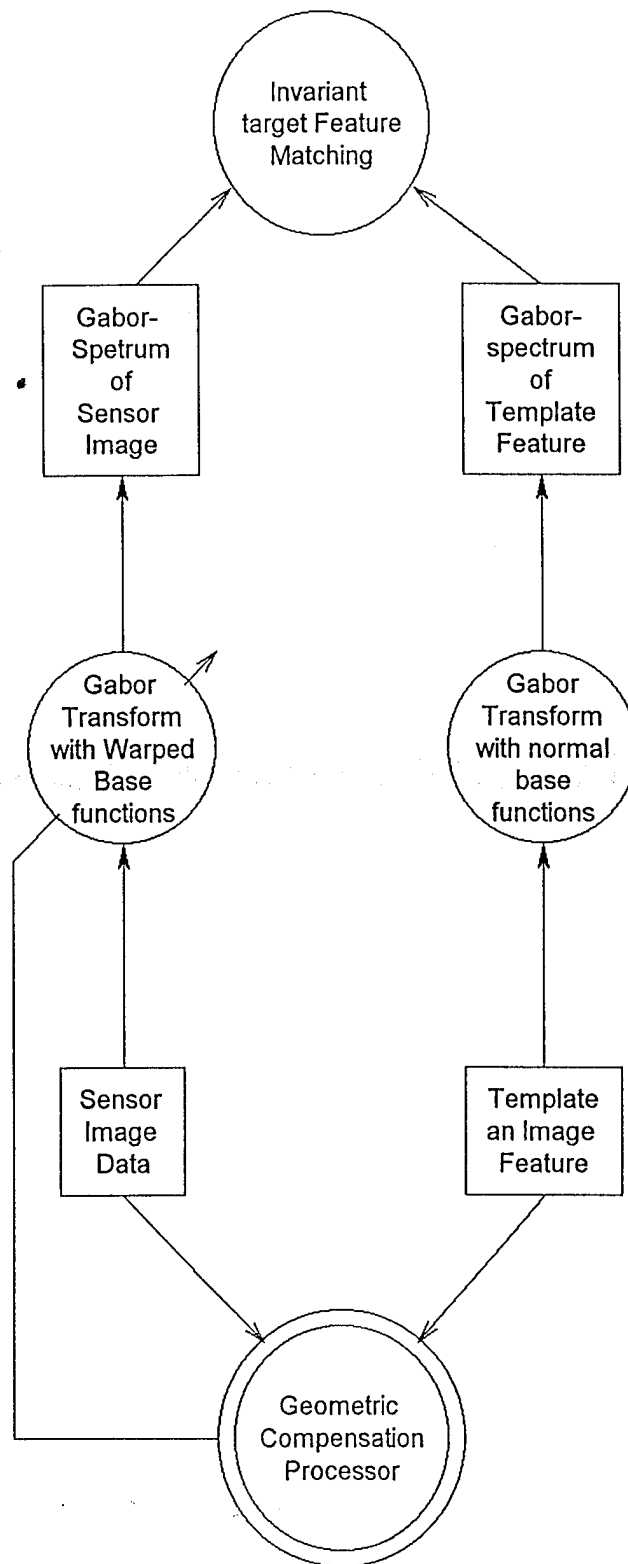 Invariant
target Feature
Matching
Gabor-
Spetrum
of
Sensor
Image
Gabor-
spectrum
of
Template
Feature
Gabor
Transform
with Warped
Base
functions
Gabor
Transform
with normal
base
functions
Sensor
Image
Data
Template
an Image
Feature
Geometric
Compensation
Processor